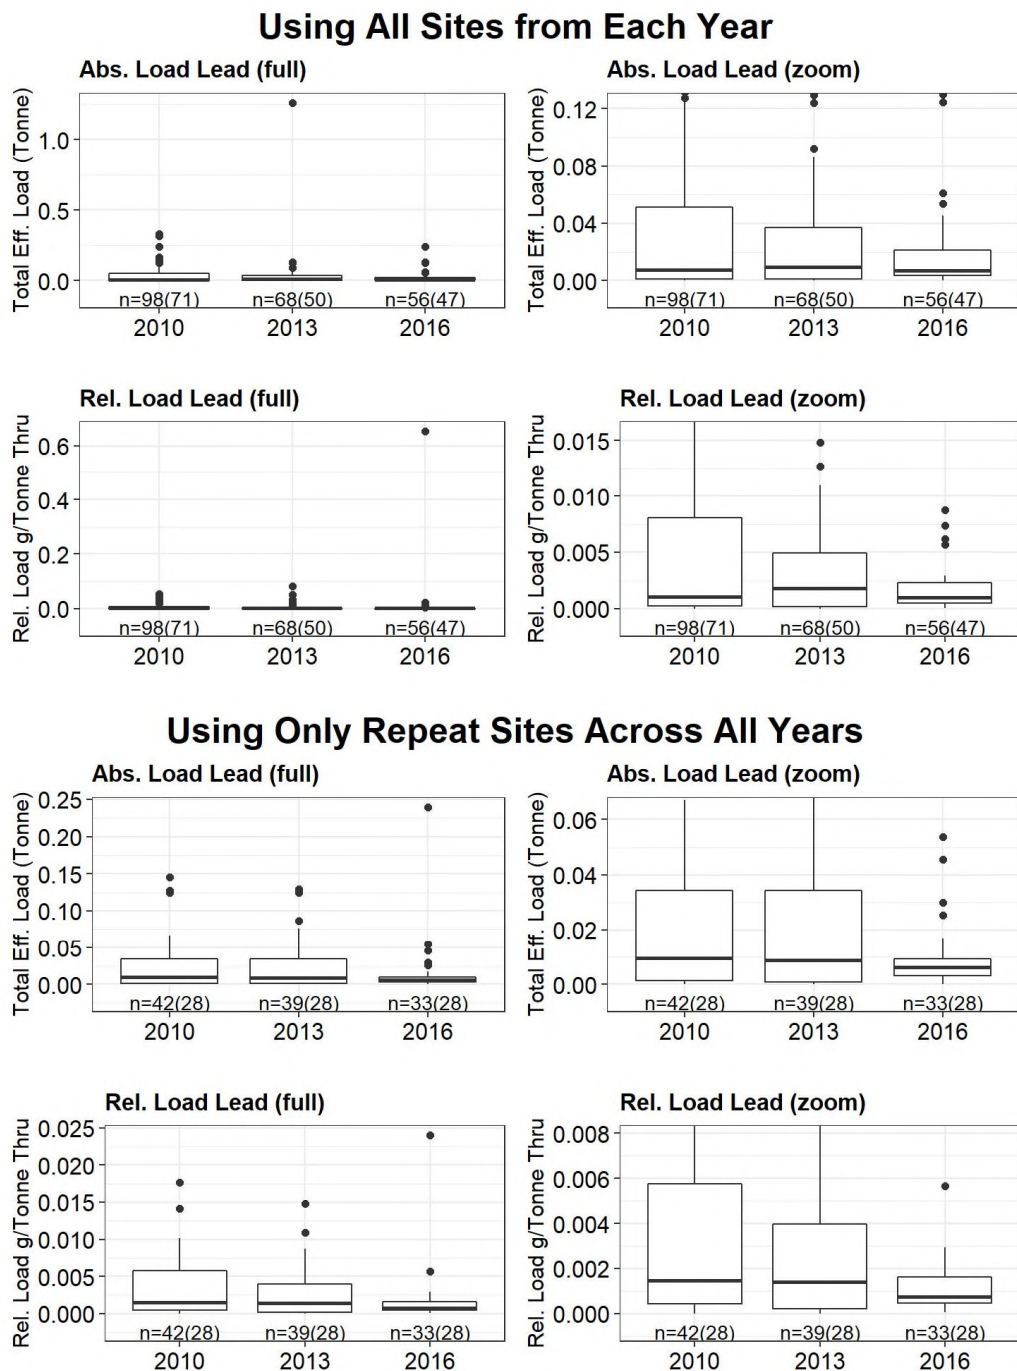 Using All Sites from Each Year
Abs. Load Lead (full)
Total Eff. Load (Tonne)
1.0
0.5
0.0
n=98(71) n=68(50) n=56(47)
2010 2013 2016
Abs. Load Lead (zoom)
Total Eff. Load (Tonne)
0.12
0.08
0.04
0.00
n=98(71) n=68(50) n=56(47)
2010 2013 2016
Rel. Load Lead (full)
Rel. Load g/Tonne Thru
0.6
0.4
0.2
0.0
n=98(71) n=68(50) n=56(47)
2010 2013 2016
Rel. Load Lead (zoom)
Rel. Load g/Tonne Thru
0.015
0.010
0.005
0.000
n=98(71) n=68(50) n=56(47)
2010 2013 2016
Using Only Repeat Sites Across All Years
Abs. Load Lead (full)
Total Eff. Load (Tonne)
0.25
0.20
0.15
0.10
0.05
0.00
n=42(28) n=39(28) n=33(28)
2010 2013 2016
Abs. Load Lead (zoom)
Total Eff. Load (Tonne)
0.06
0.04
0.02
0.00
n=42(28) n=39(28) n=33(28)
2010 2013 2016
Rel. Load Lead (full)
Rel. Load g/Tonne Thru
0.025
0.020
0.015
0.010
0.005
0.000
n=42(28) n=39(28) n=33(28)
2010 2013 2016
Rel. Load Lead (zoom)
Rel. Load g/Tonne Thru
0.008
0.006
0.004
0.002
0.000
n=42(28) n=39(28) n=33(28)
2010 2013 2016